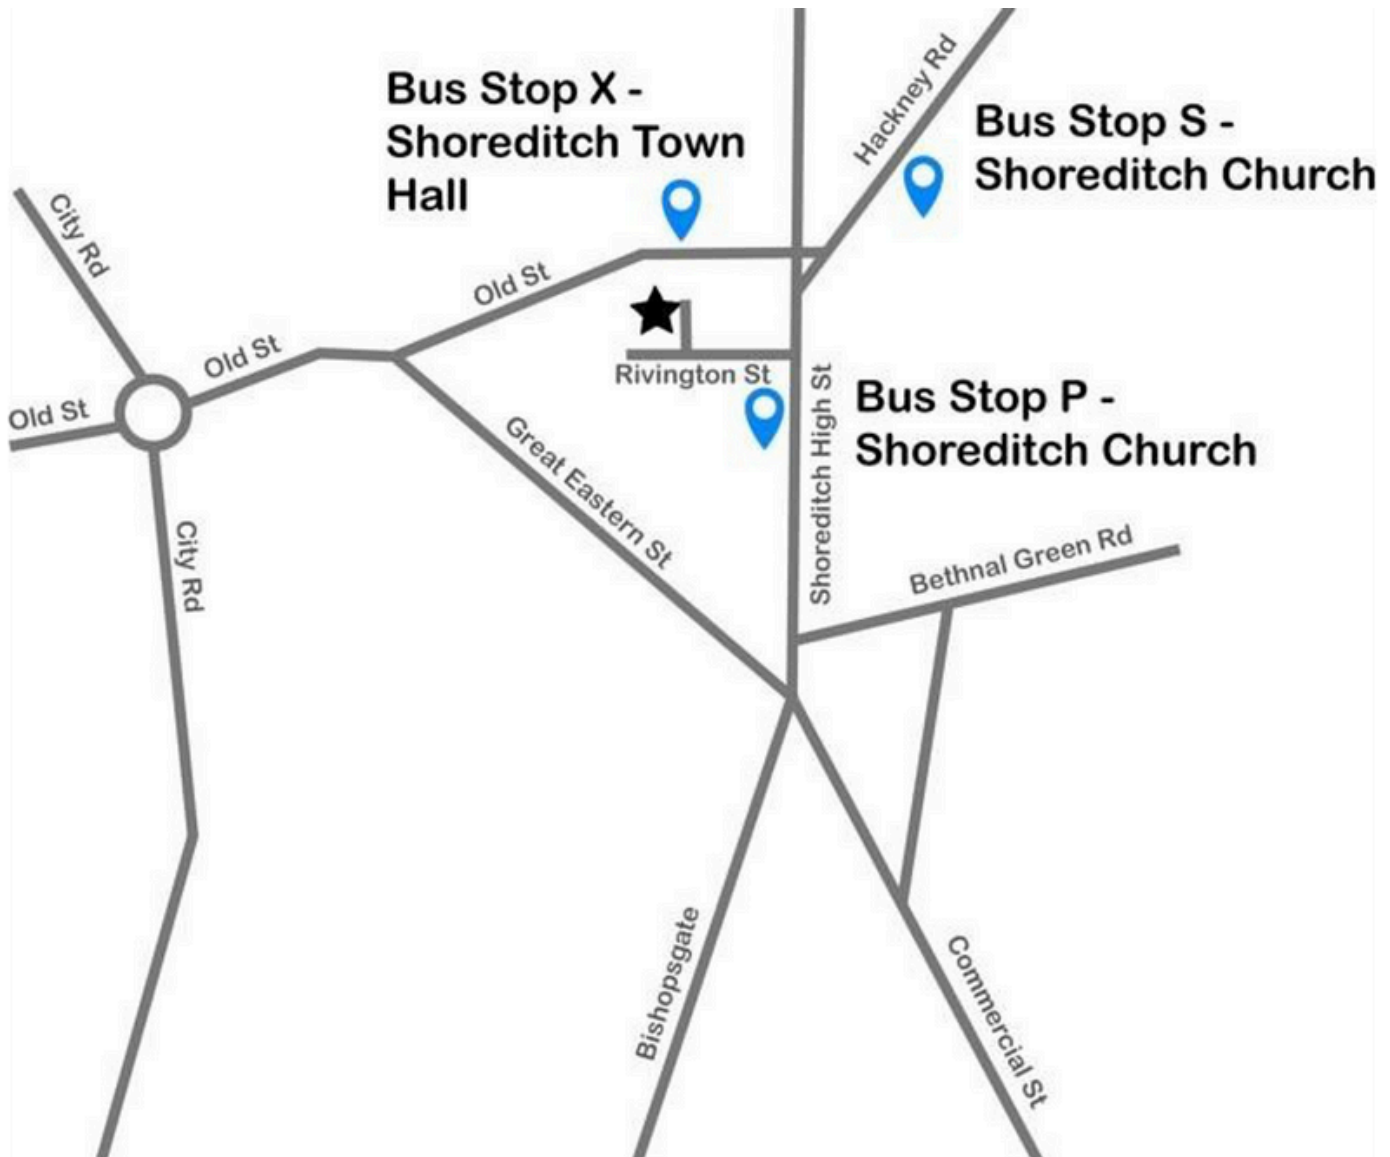 Bus Stop X -
Shoreditch Town
Hall
Hackney Rd
Bus Stop S -
Shoreditch Church
City Rd
Old St
Old St
Old St
Rivington St
Bus Stop P -
Shoreditch Church
Shoreditch High St
Great Eastern St
City Rd
Bethnal Green Rd
Bishopsgate
Commercial St